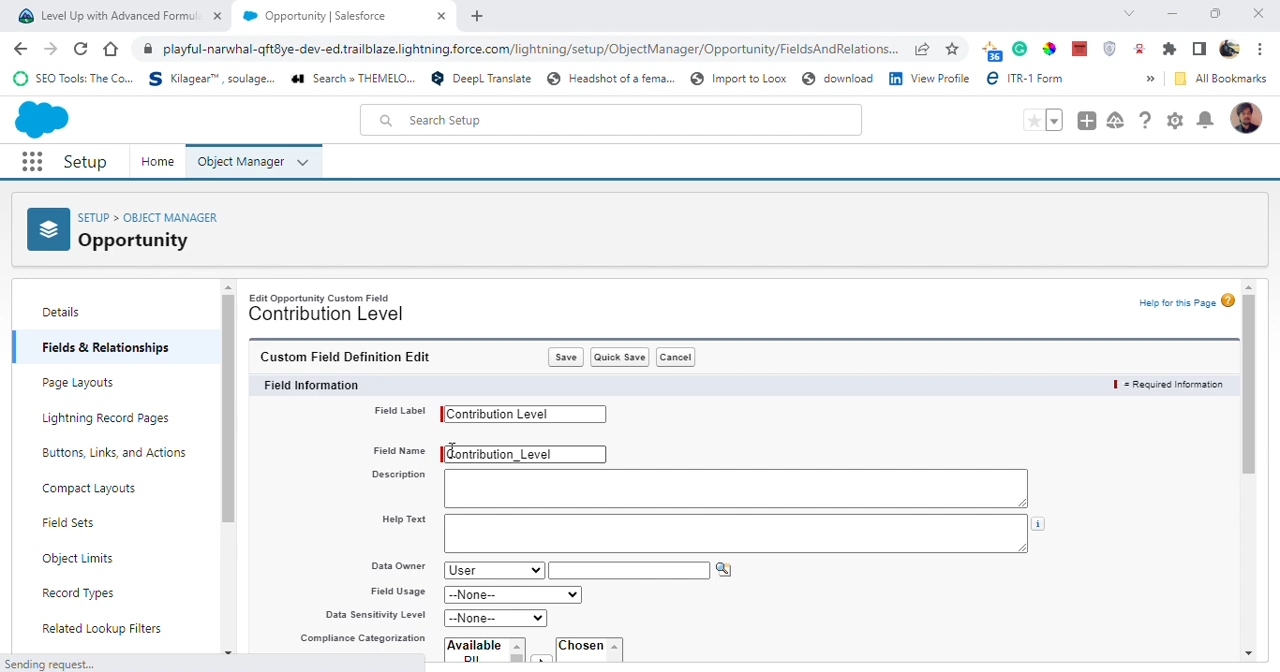 Level Up with Advanced Formula
Opportunity | Salesforce
playful-narwhal-qft8ye-dev-ed.trailblaze.lightning.force.com/lightning/setup/ObjectManager/Opportunity/FieldsAndRelations...
36
SEO Tools: The Co...
Kilagear™, soulage...
Search » THEMELO...
DeepL Translate
Headshot of a fema...
Import to Loox
download
View Profile
ITR-1 Form
»
All Bookmarks
Search Setup
Setup
Home
Object Manager
SETUP > OBJECT MANAGER
Opportunity
Details
Fields & Relationships
Page Layouts
Lightning Record Pages
Buttons, Links, and Actions
Compact Layouts
Field Sets
Object Limits
Record Types
Related Lookup Filters
Edit Opportunity Custom Field
Contribution Level
Help for this Page
Custom Field Definition Edit
Save
Quick Save
Cancel
Field Information
= Required Information
Field Label
Contribution Level
Field Name
Contribution_Level
Description
Help Text
i
Data Owner
User
Field Usage
--None--
Data Sensitivity Level
--None--
Compliance Categorization
Available
PII
Chosen
Sending request...